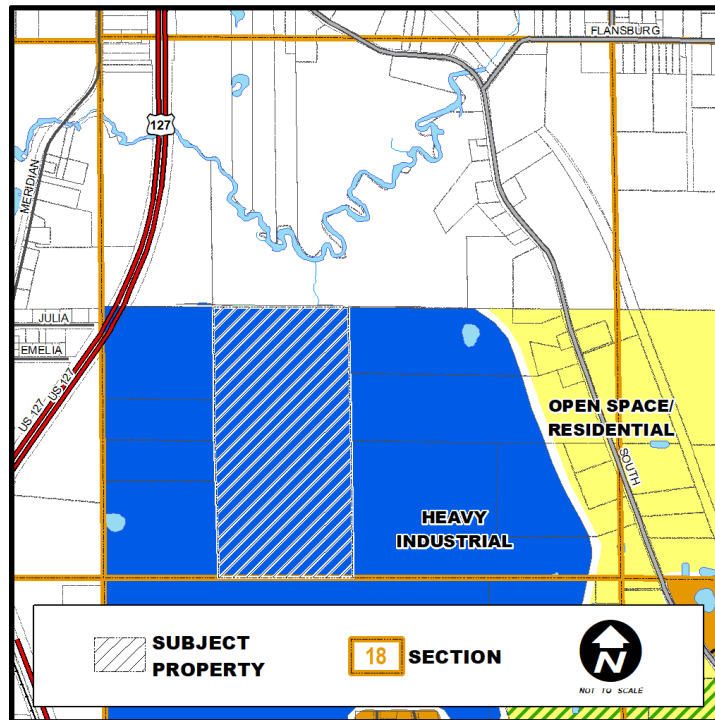 FLANSBURG
127
MERIDIAN
JULIA
EMELIA
US 127
US 127
OPEN SPACE/
RESIDENTIAL
SOUTH
HEAVY
INDUSTRIAL
SUBJECT
PROPERTY
18
SECTION
N
NOT TO SCALE